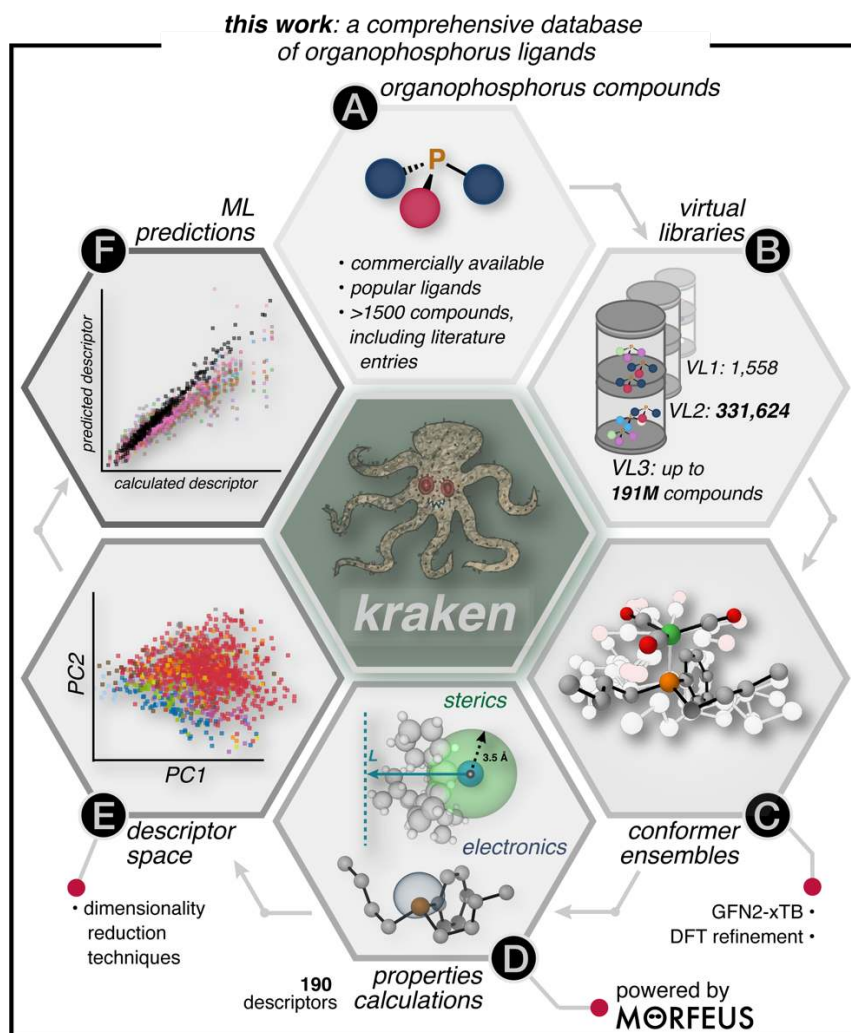 this work: a comprehensive database
of organophosphorus ligands
A
organophosphorus compounds
P
• commercially available
• popular ligands
• >1500 compounds,
including literature
entries
virtual
libraries
B
VL1: 1,558
VL2: 331,624
VL3: up to
191M compounds
C
conformer
ensembles
GFN2-xTB •
DFT refinement •
sterics
L
3.5 Å
electronics
D
properties
calculations
190
descriptors
powered by
MORFEUS
PC2
PC1
E
descriptor
space
• dimensionality
reduction
techniques
ML
predictions
F
predicted descriptor
calculated descriptor
kraken